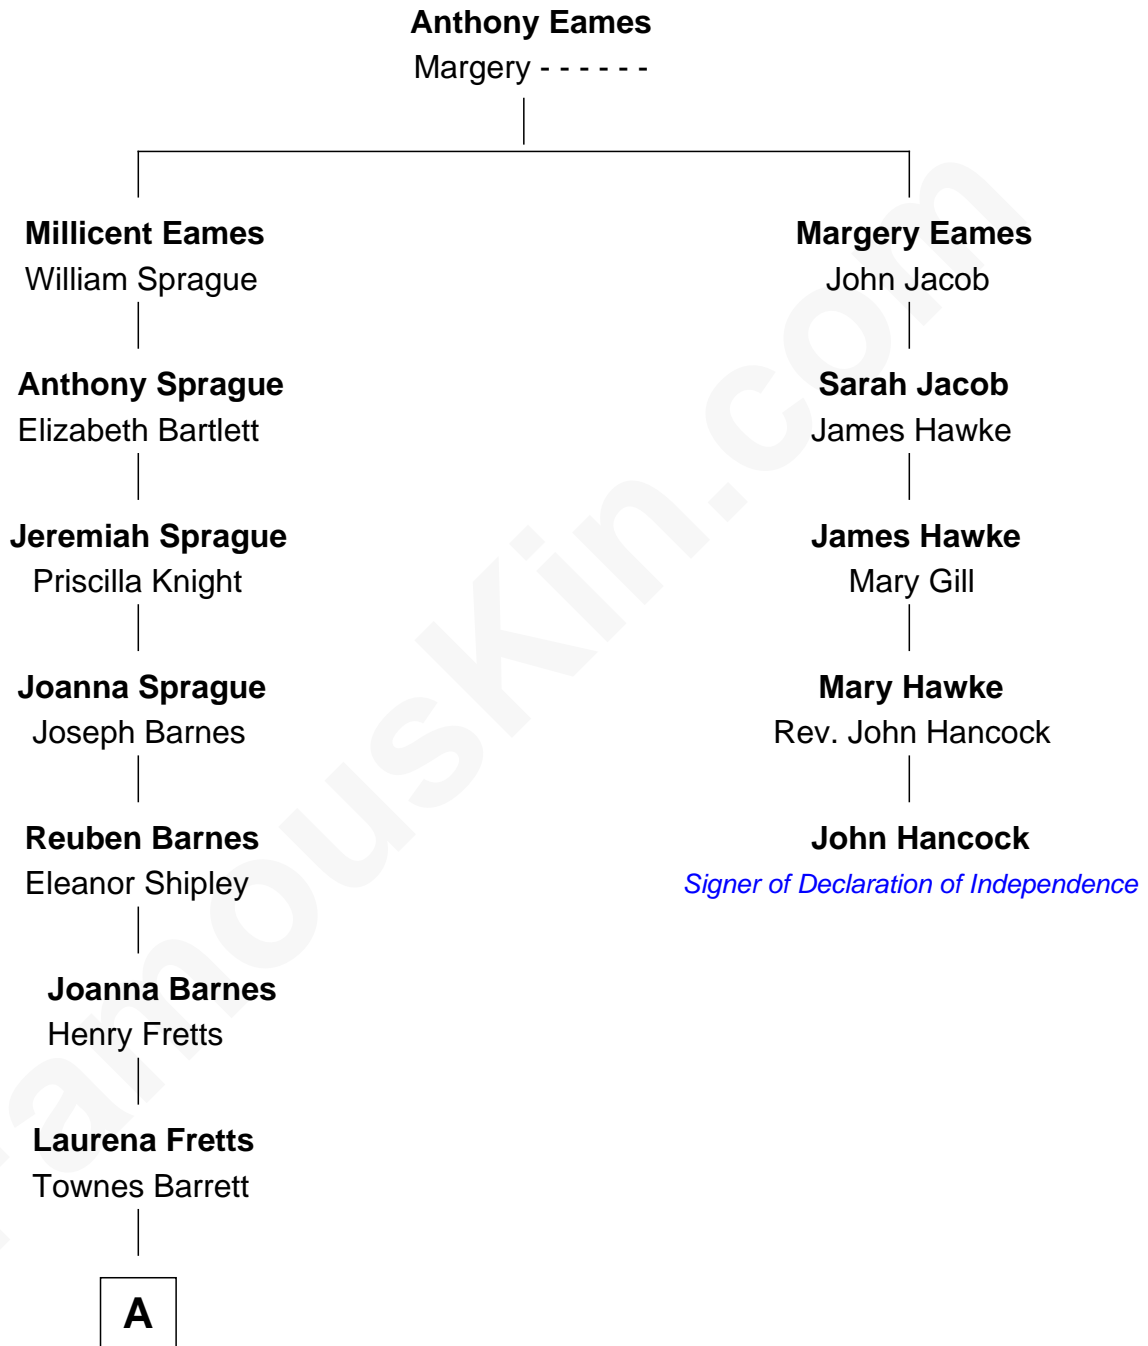 Anthony Eames
Margery - - - - - -
Millicent Eames
William Sprague
Margery Eames
John Jacob
Anthony Sprague
Elizabeth Bartlett
Sarah Jacob
James Hawke
Jeremiah Sprague
Priscilla Knight
James Hawke
Mary Gill
Joanna Sprague
Joseph Barnes
Mary Hawke
Rev. John Hancock
Reuben Barnes
Eleanor Shipley
John Hancock
Signer of Declaration of Independence
Joanna Barnes
Henry Fretts
Laurena Fretts
Townes Barrett
A
FamousKin.com